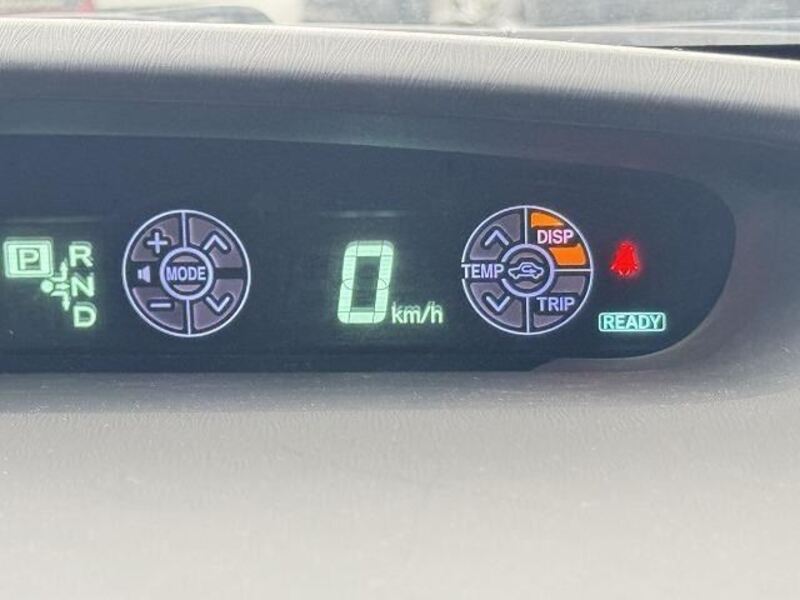 P R
N
D
+
MODE
−
0 km/h
DISP
TEMP
TRIP
READY